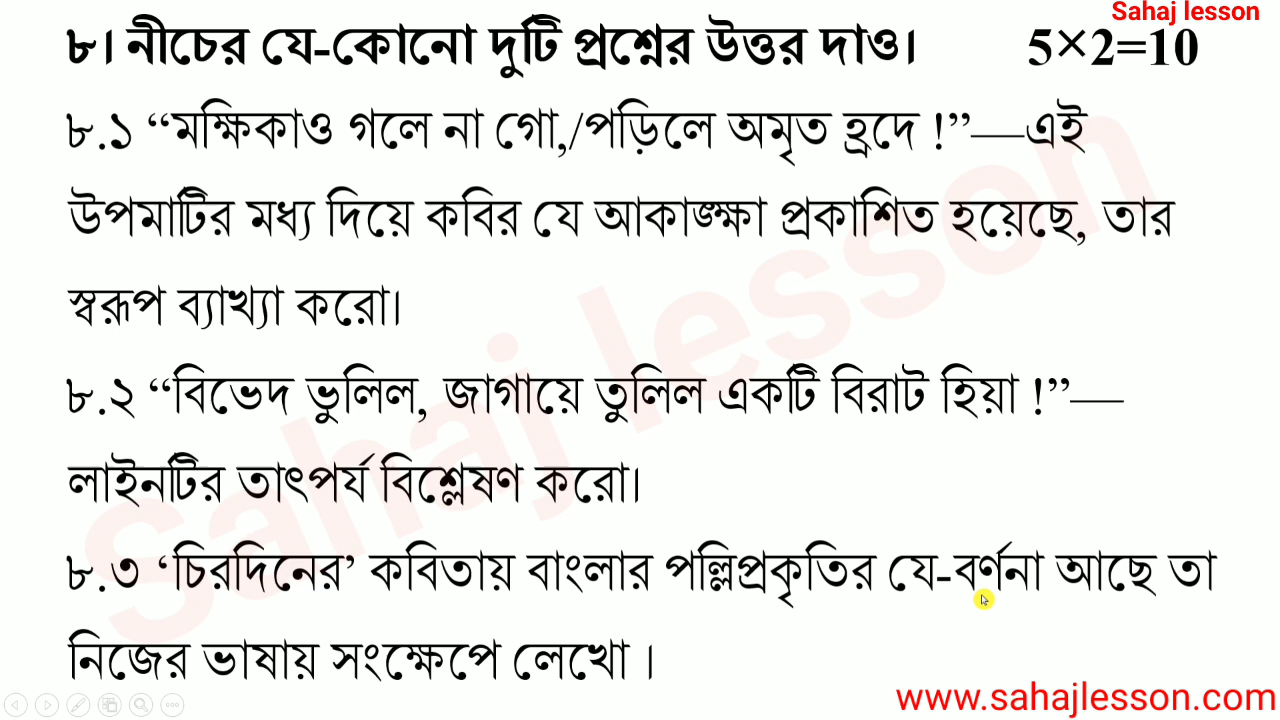 Sahaj lesson
৮। নীচের যে-কোনো দুটি প্রশ্নের উত্তর দাও। 5×2=10
৮.১ “মক্ষিকাও গলে না গো,/পড়িলে অমৃত হ্রদে !”—এই
উপমাটির মধ্য দিয়ে কবির যে আকাঙ্ক্ষা প্রকাশিত হয়েছে, তার
স্বরূপ ব্যাখ্যা করো।
৮.২ “বিভেদ ভুলিল, জাগায়ে তুলিল একটি বিরাট হিয়া !”—
লাইনটির তাৎপর্য বিশ্লেষণ করো।
৮.৩ ‘চিরদিনের’ কবিতায় বাংলার পল্লিপ্রকৃতির যে-বর্ণনা আছে তা
নিজের ভাষায় সংক্ষেপে লেখো ।
www.sahajlesson.com
Sahaj lesson